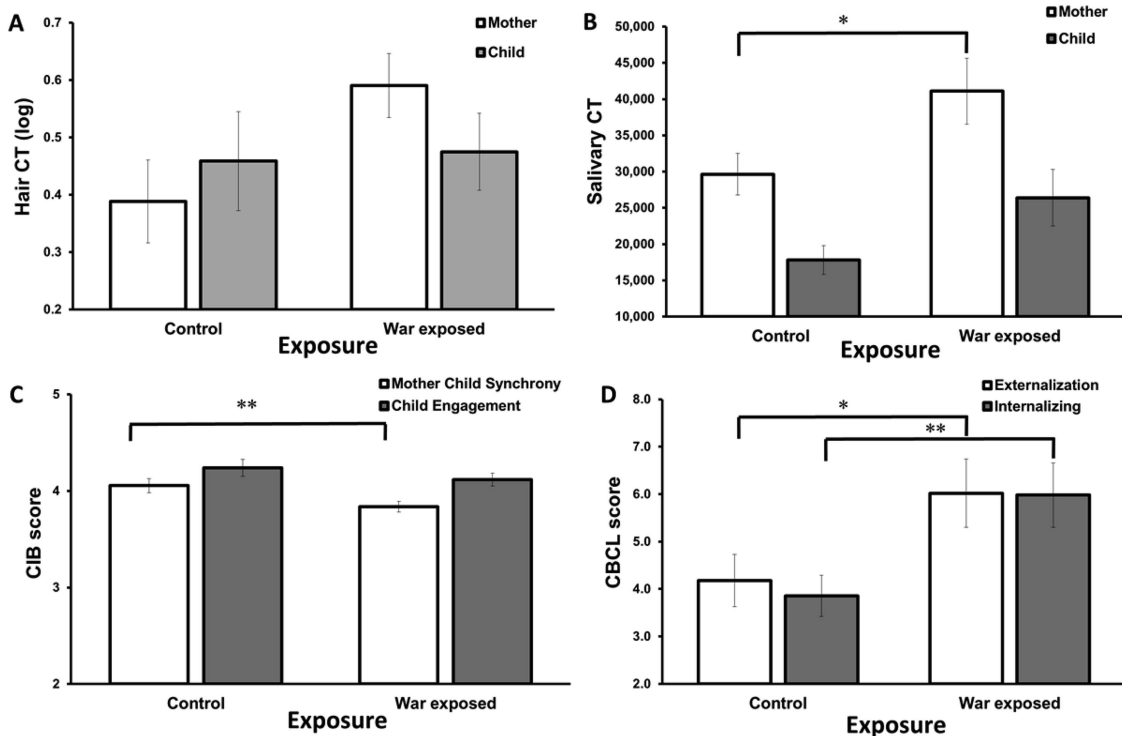 A
Mother
Child
Hair CT (log)
0.7
0.6
0.5
0.4
0.3
0.2
Control
War exposed
Exposure
B
Mother
Child
*
Salivary CT
50,000
45,000
40,000
35,000
30,000
25,000
20,000
15,000
10,000
Control
War exposed
Exposure
C
Mother Child Synchrony
Child Engagement
**
CIB score
5
4
3
2
Control
War exposed
Exposure
D
Externalization
Internalizing
*
**
CBCL score
8.0
7.0
6.0
5.0
4.0
3.0
2.0
Control
War exposed
Exposure